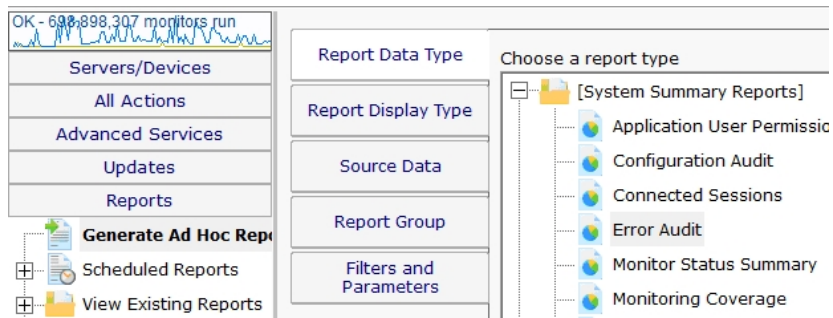 OK - 698,898,307 monitors run
Servers/Devices
All Actions
Advanced Services
Updates
Reports
Generate Ad Hoc Repo
Scheduled Reports
View Existing Reports
Report Data Type
Report Display Type
Source Data
Report Group
Filters and
Parameters
Choose a report type
[System Summary Reports]
Application User Permissio
Configuration Audit
Connected Sessions
Error Audit
Monitor Status Summary
Monitoring Coverage